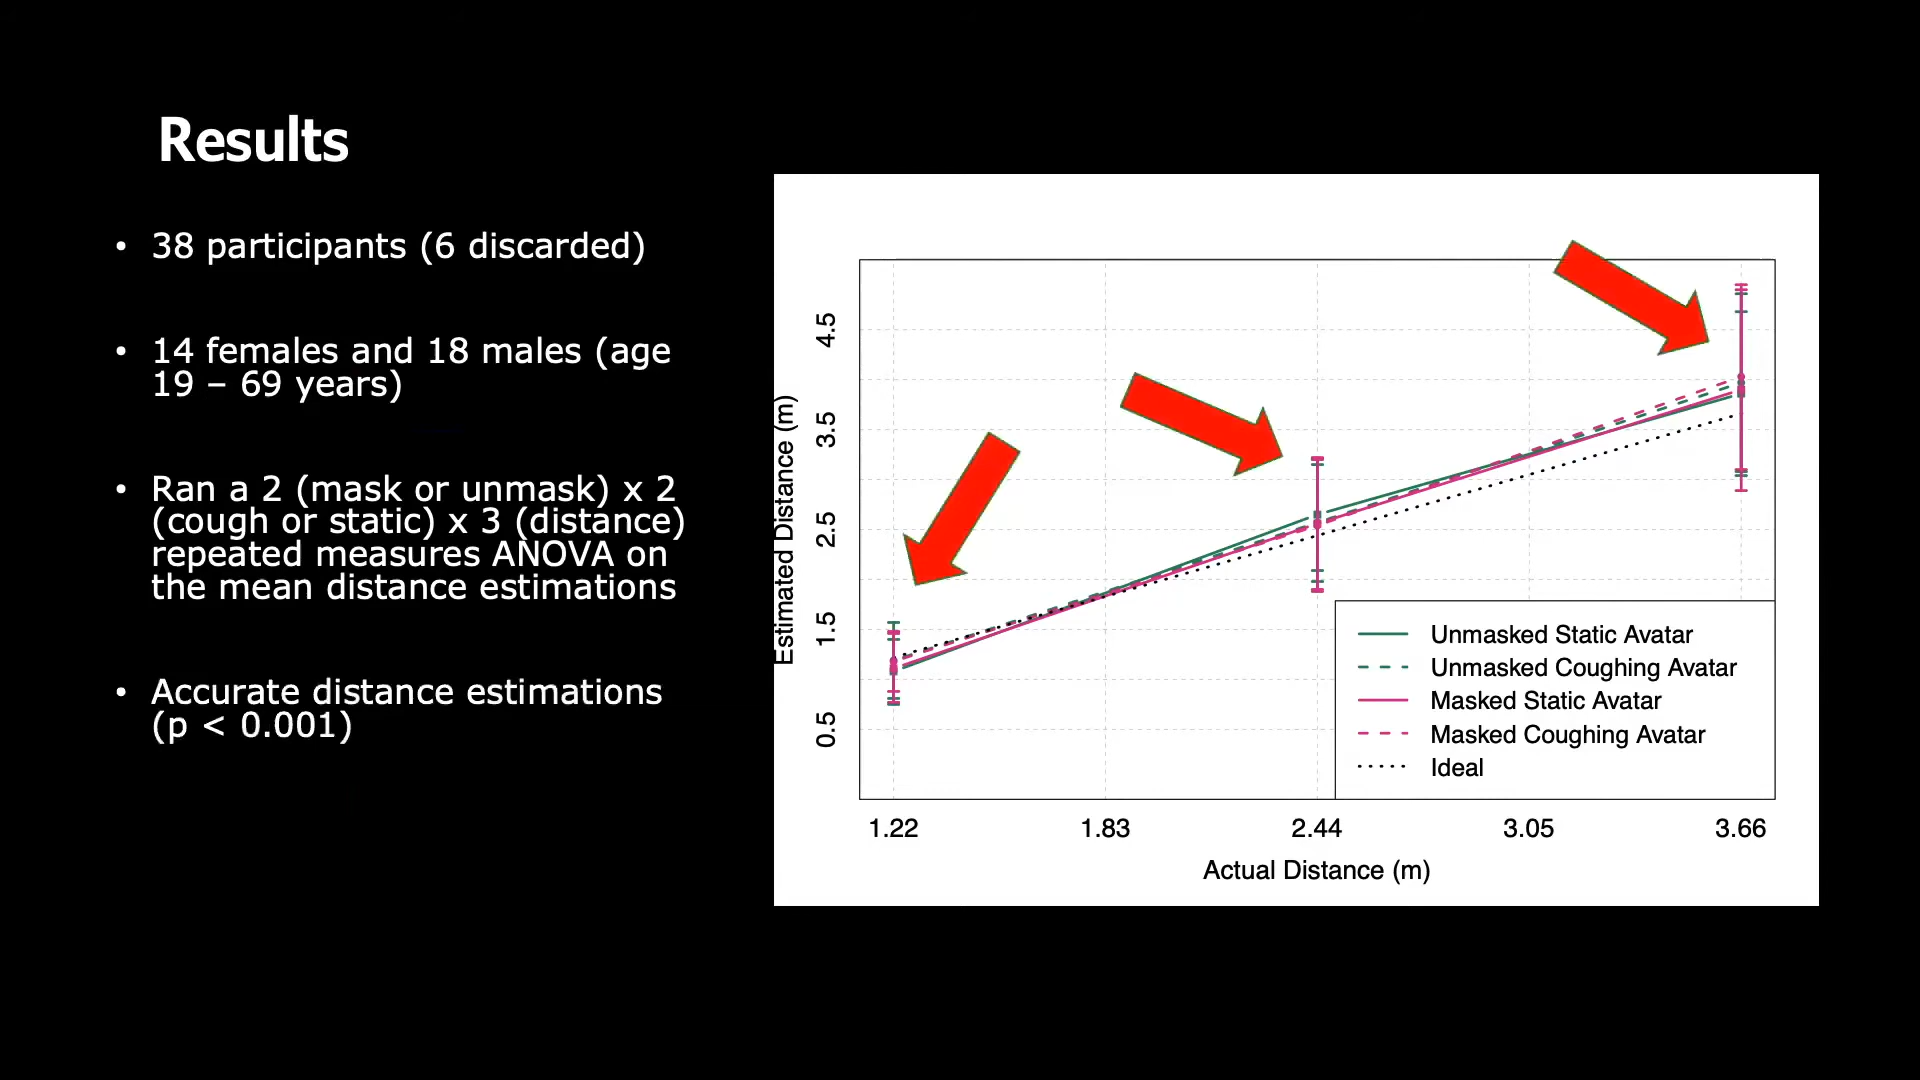 Results
• 38 participants (6 discarded)
• 14 females and 18 males (age
19 – 69 years)
• Ran a 2 (mask or unmask) x 2
(cough or static) x 3 (distance)
repeated measures ANOVA on
the mean distance estimations
• Accurate distance estimations
(p < 0.001)
Estimated Distance (m)
4.5
3.5
2.5
1.5
0.5
Unmasked Static Avatar
Unmasked Coughing Avatar
Masked Static Avatar
Masked Coughing Avatar
Ideal
1.22 1.83 2.44 3.05 3.66
Actual Distance (m)